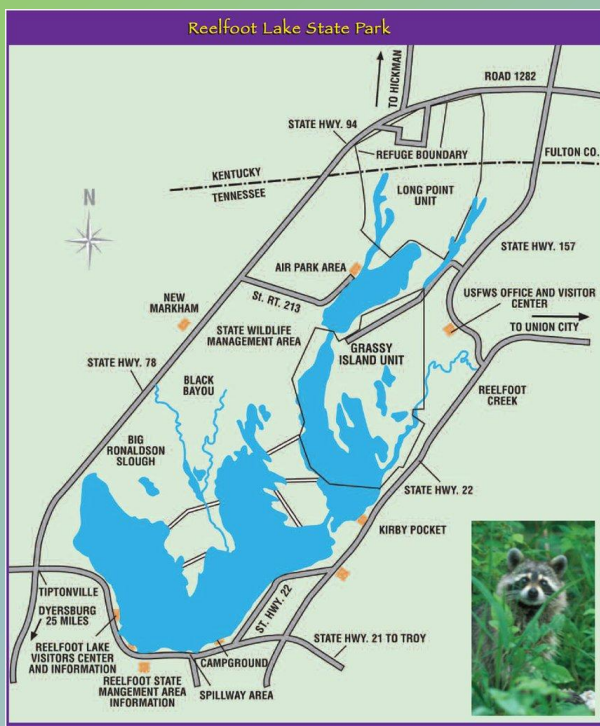 Reelfoot Lake State Park
TO HICKMAN
ROAD 1282
STATE HWY. 94
REFUGE BOUNDARY
FULTON CO.
KENTUCKY
TENNESSEE
LONG POINT
UNIT
N
STATE HWY. 157
AIR PARK AREA
USFWS OFFICE AND VISITOR
CENTER
St. RT. 213
NEW
MARKHAM
TO UNION CITY
STATE WILDLIFE
MANAGEMENT AREA
GRASSY
ISLAND UNIT
STATE HWY. 78
BLACK
BAYOU
REELFOOT
CREEK
BIG
RONALDSON
SLOUGH
STATE HWY. 22
KIRBY POCKET
TIPTONVILLE
DYERSBURG
25 MILES
ST. HWY. 22
STATE HWY. 21 TO TROY
REELFOOT LAKE
VISITORS CENTER
AND INFORMATION
CAMPGROUND
REELFOOT STATE
MANGEMENT AREA
INFORMATION
SPILLWAY AREA